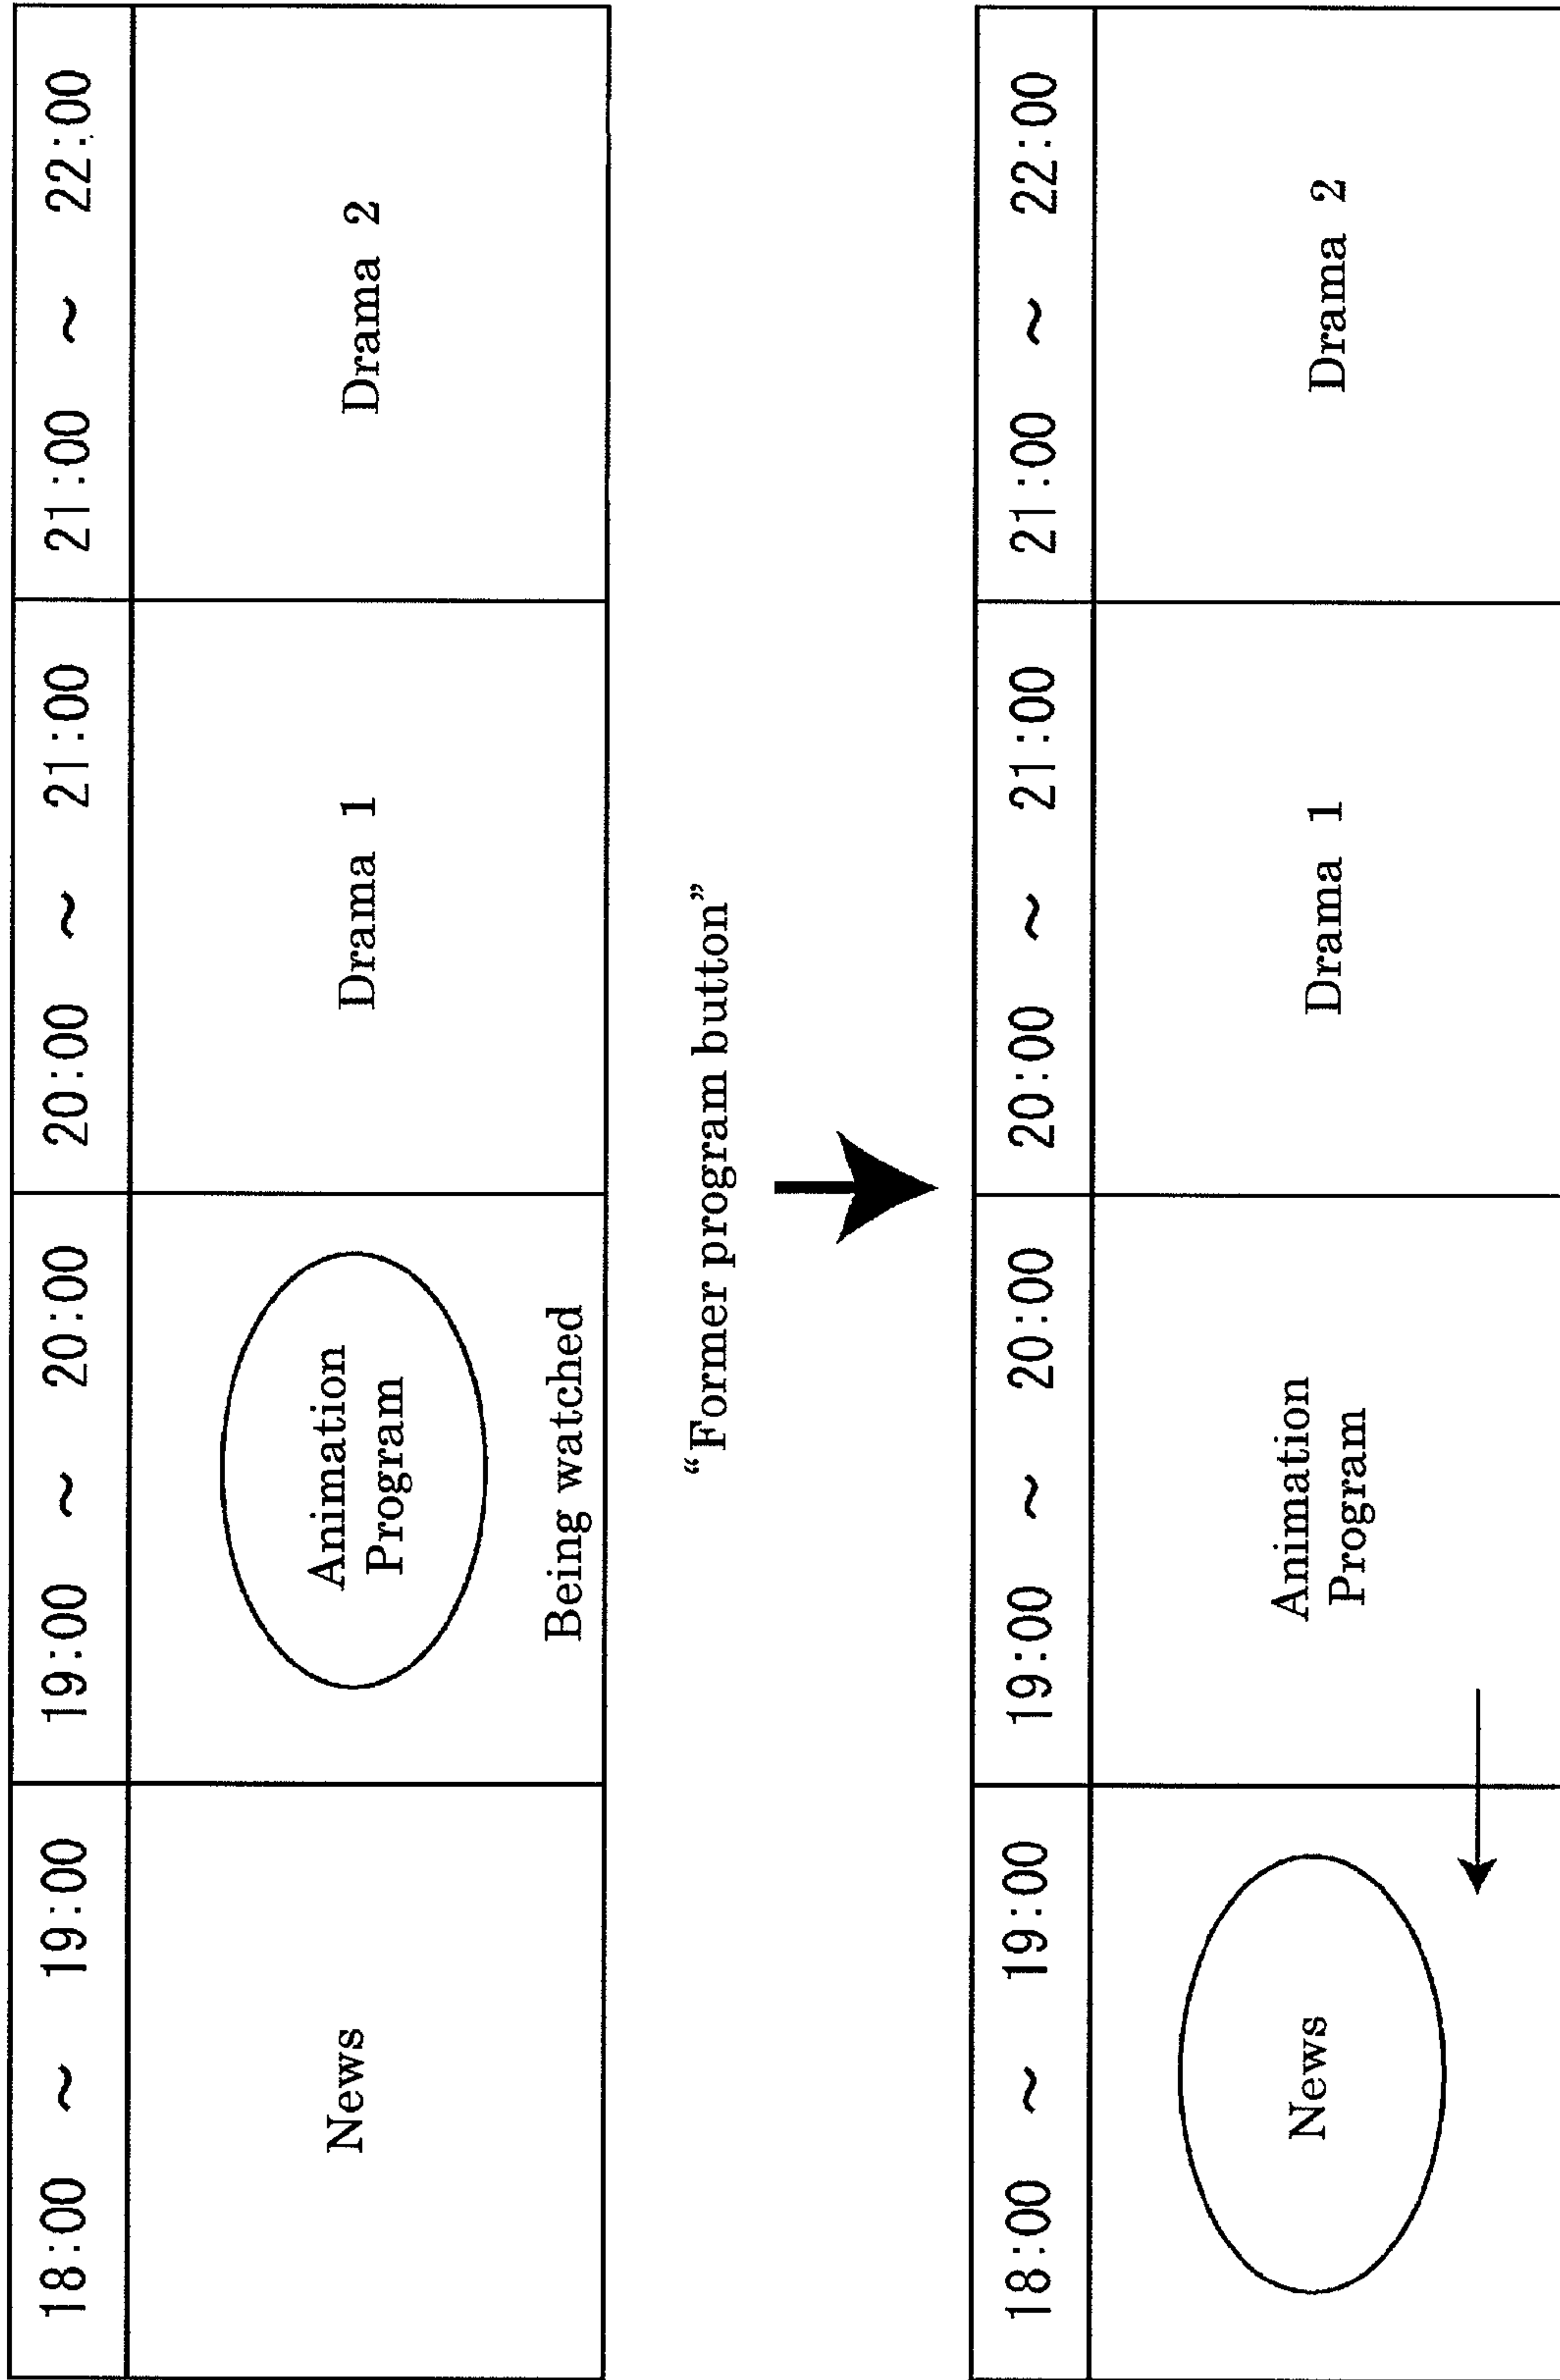 18:00 ~ 19:00
19:00 ~ 20:00
20:00 ~ 21:00
21:00 ~ 22:00
News
Animation
Program
Being watched
Drama 1
Drama 2
“Former program button”
18:00 ~ 19:00
19:00 ~ 20:00
20:00 ~ 21:00
21:00 ~ 22:00
News
Animation
Program
Drama 1
Drama 2